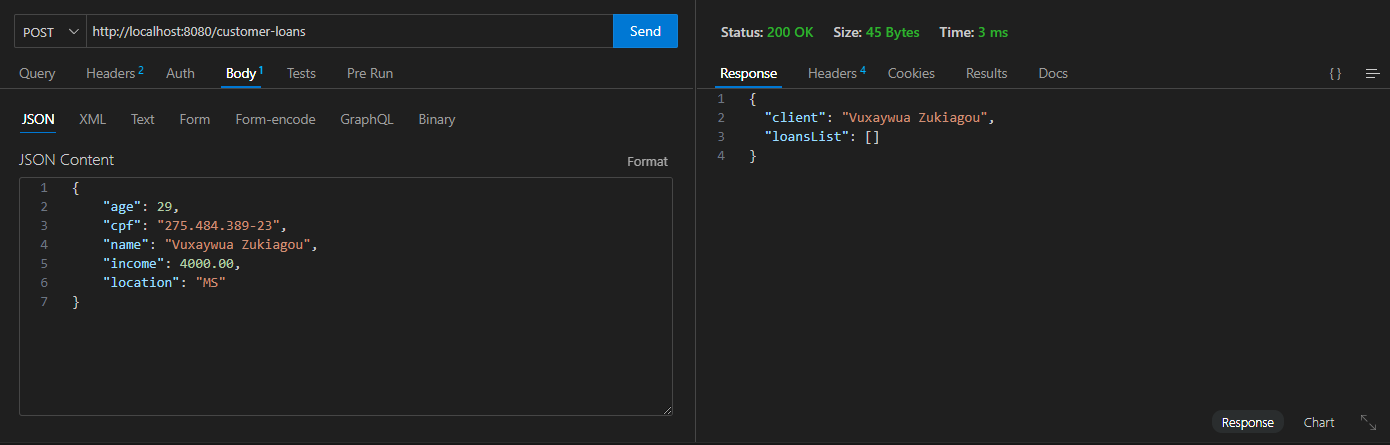 POST http://localhost:8080/customer-loans Send
Query Headers 2 Auth Body 1 Tests Pre Run
JSON XML Text Form Form-encode GraphQL Binary
JSON Content Format
1 {
2 "age": 29,
3 "cpf": "275.484.389-23",
4 "name": "Vuxaywua Zukiagou",
5 "income": 4000.00,
6 "location": "MS"
7 }
Status: 200 OK Size: 45 Bytes Time: 3 ms
Response Headers 4 Cookies Results Docs { }
1 {
2 "client": "Vuxaywua Zukiagou",
3 "loansList": []
4 }
Response Chart